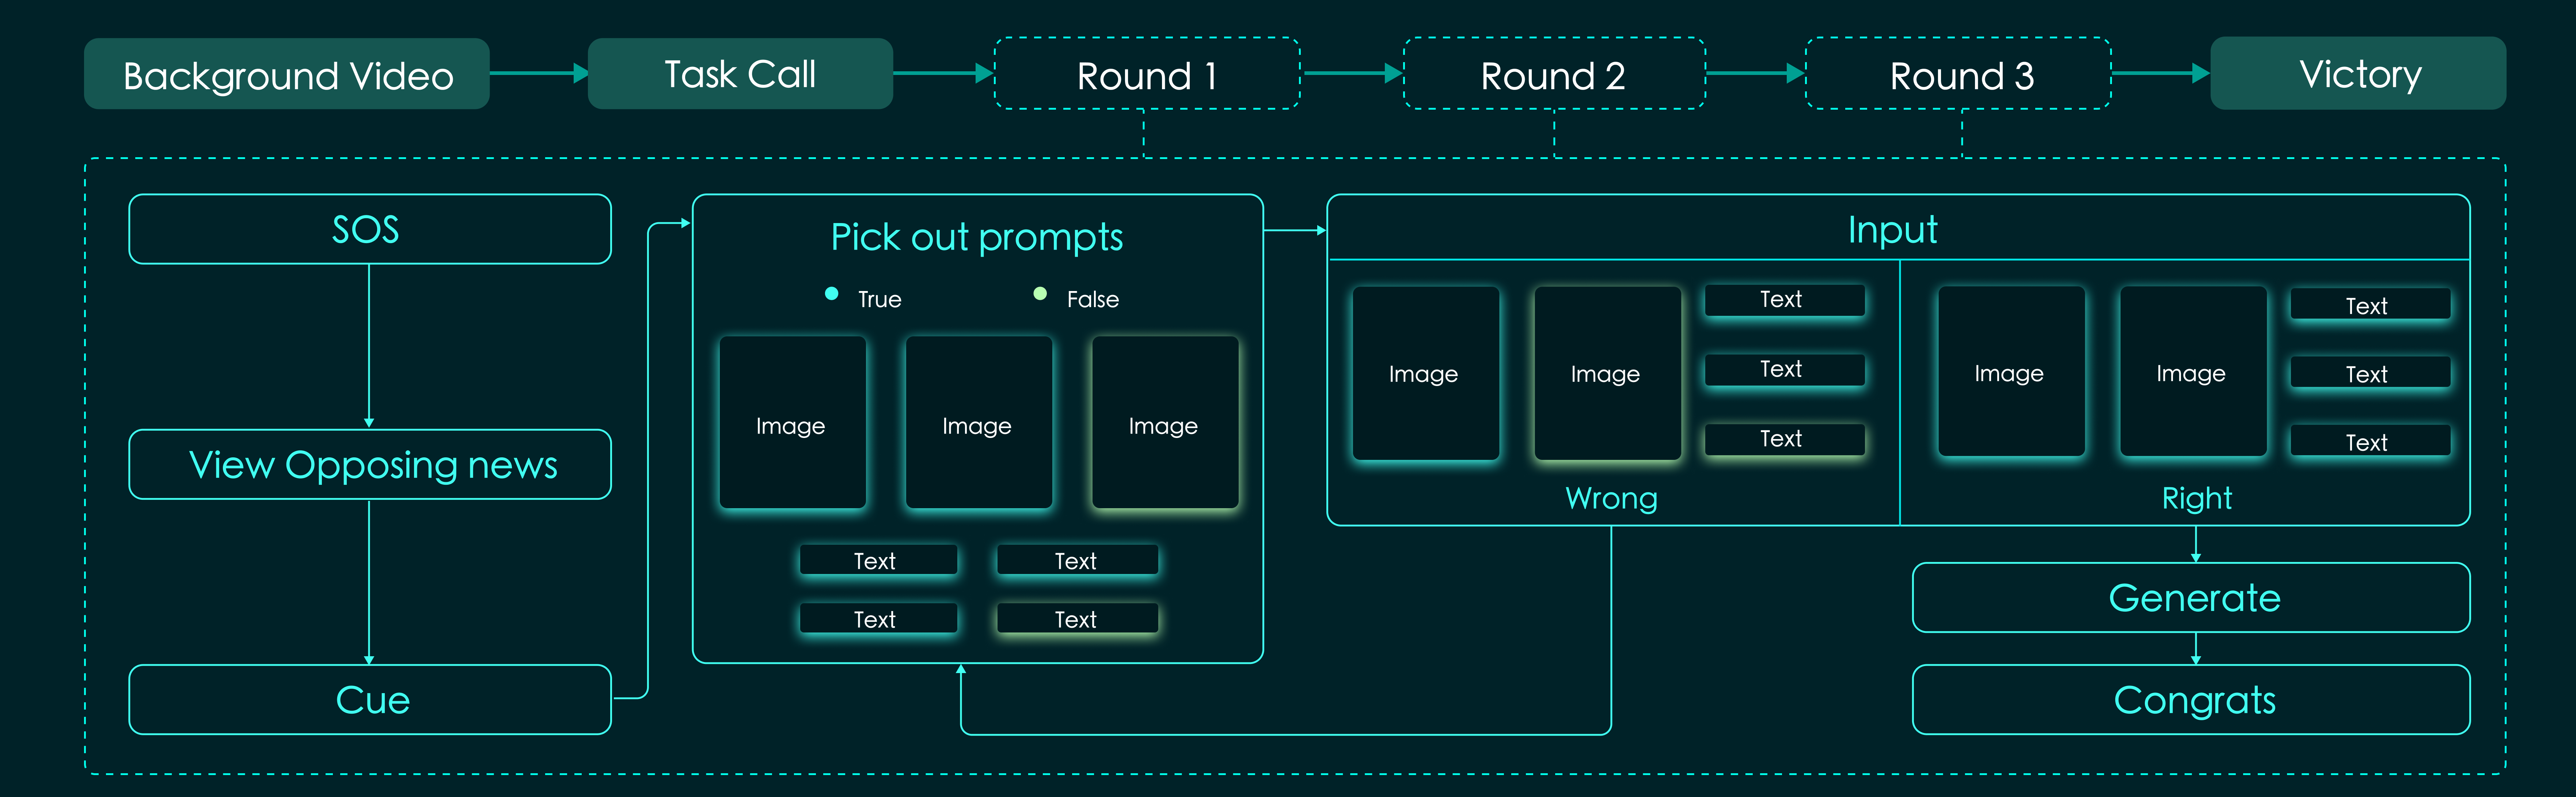 Background Video
Task Call
Round 1
Round 2
Round 3
Victory
SOS
View Opposing news
Cue
Pick out prompts
True
False
Image
Image
Image
Text
Text
Text
Text
Input
Image
Image
Text
Text
Text
Wrong
Image
Image
Text
Text
Text
Right
Generate
Congrats